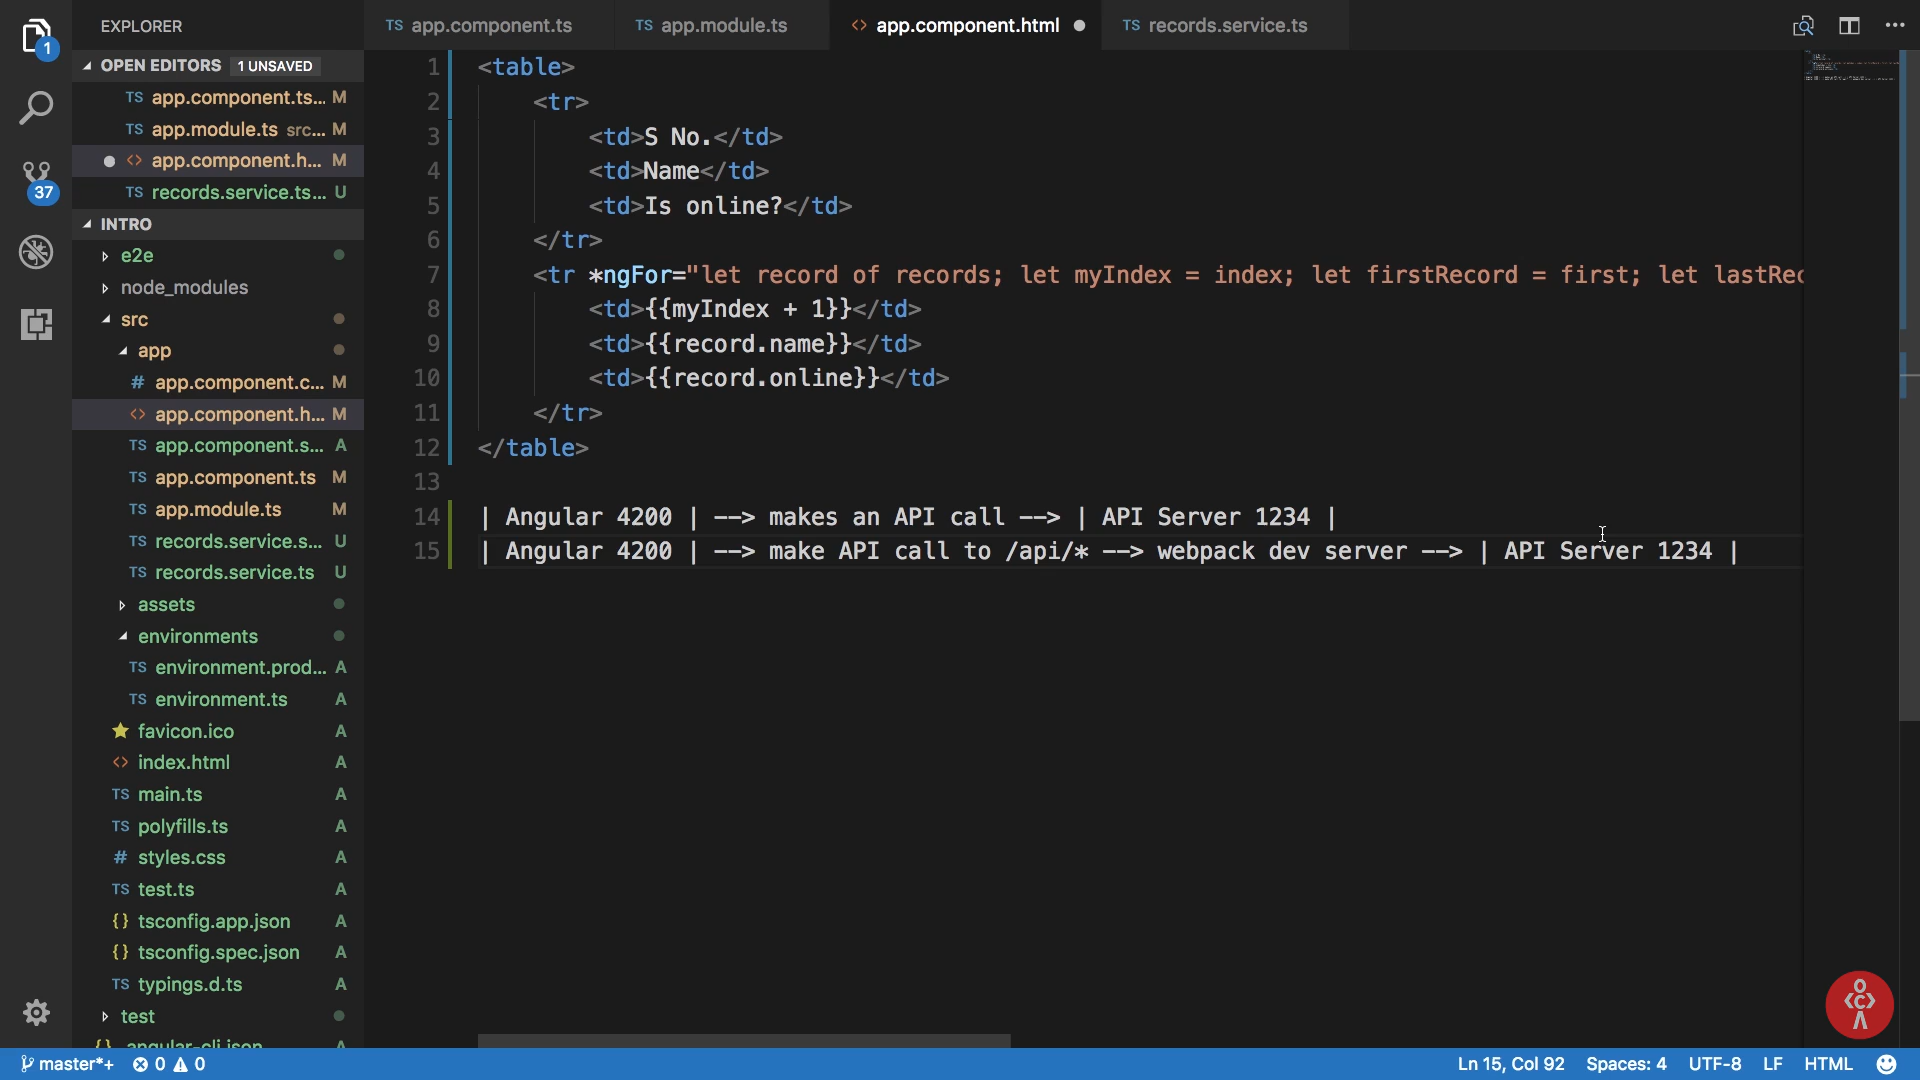 EXPLORER
TS app.component.ts
TS app.module.ts
<> app.component.html
TS records.service.ts
1
OPEN EDITORS 1 UNSAVED
TS app.component.ts... M
TS app.module.ts src... M
<> app.component.h... M
TS records.service.ts... U
37
INTRO
e2e
node_modules
src
app
# app.component.c... M
<> app.component.h... M
TS app.component.s... A
TS app.component.ts M
TS app.module.ts M
TS records.service.s... U
TS records.service.ts U
assets
environments
TS environment.prod... A
TS environment.ts A
favicon.ico A
<> index.html A
TS main.ts A
TS polyfills.ts A
# styles.css A
TS test.ts A
{} tsconfig.app.json A
{} tsconfig.spec.json A
TS typings.d.ts A
test
1 <table>
2 <tr>
3 <td>S No.</td>
4 <td>Name</td>
5 <td>Is online?</td>
6 </tr>
7 <tr *ngFor="let record of records; let myIndex = index; let firstRecord = first; let lastRec
8 <td>{{myIndex + 1}}</td>
9 <td>{{record.name}}</td>
10 <td>{{record.online}}</td>
11 </tr>
12 </table>
13
14 | Angular 4200 | --> makes an API call --> | API Server 1234 |
15 | Angular 4200 | --> make API call to /api/* --> webpack dev server --> | API Server 1234 |
master*+ 0 0
Ln 15, Col 92 Spaces: 4 UTF-8 LF HTML